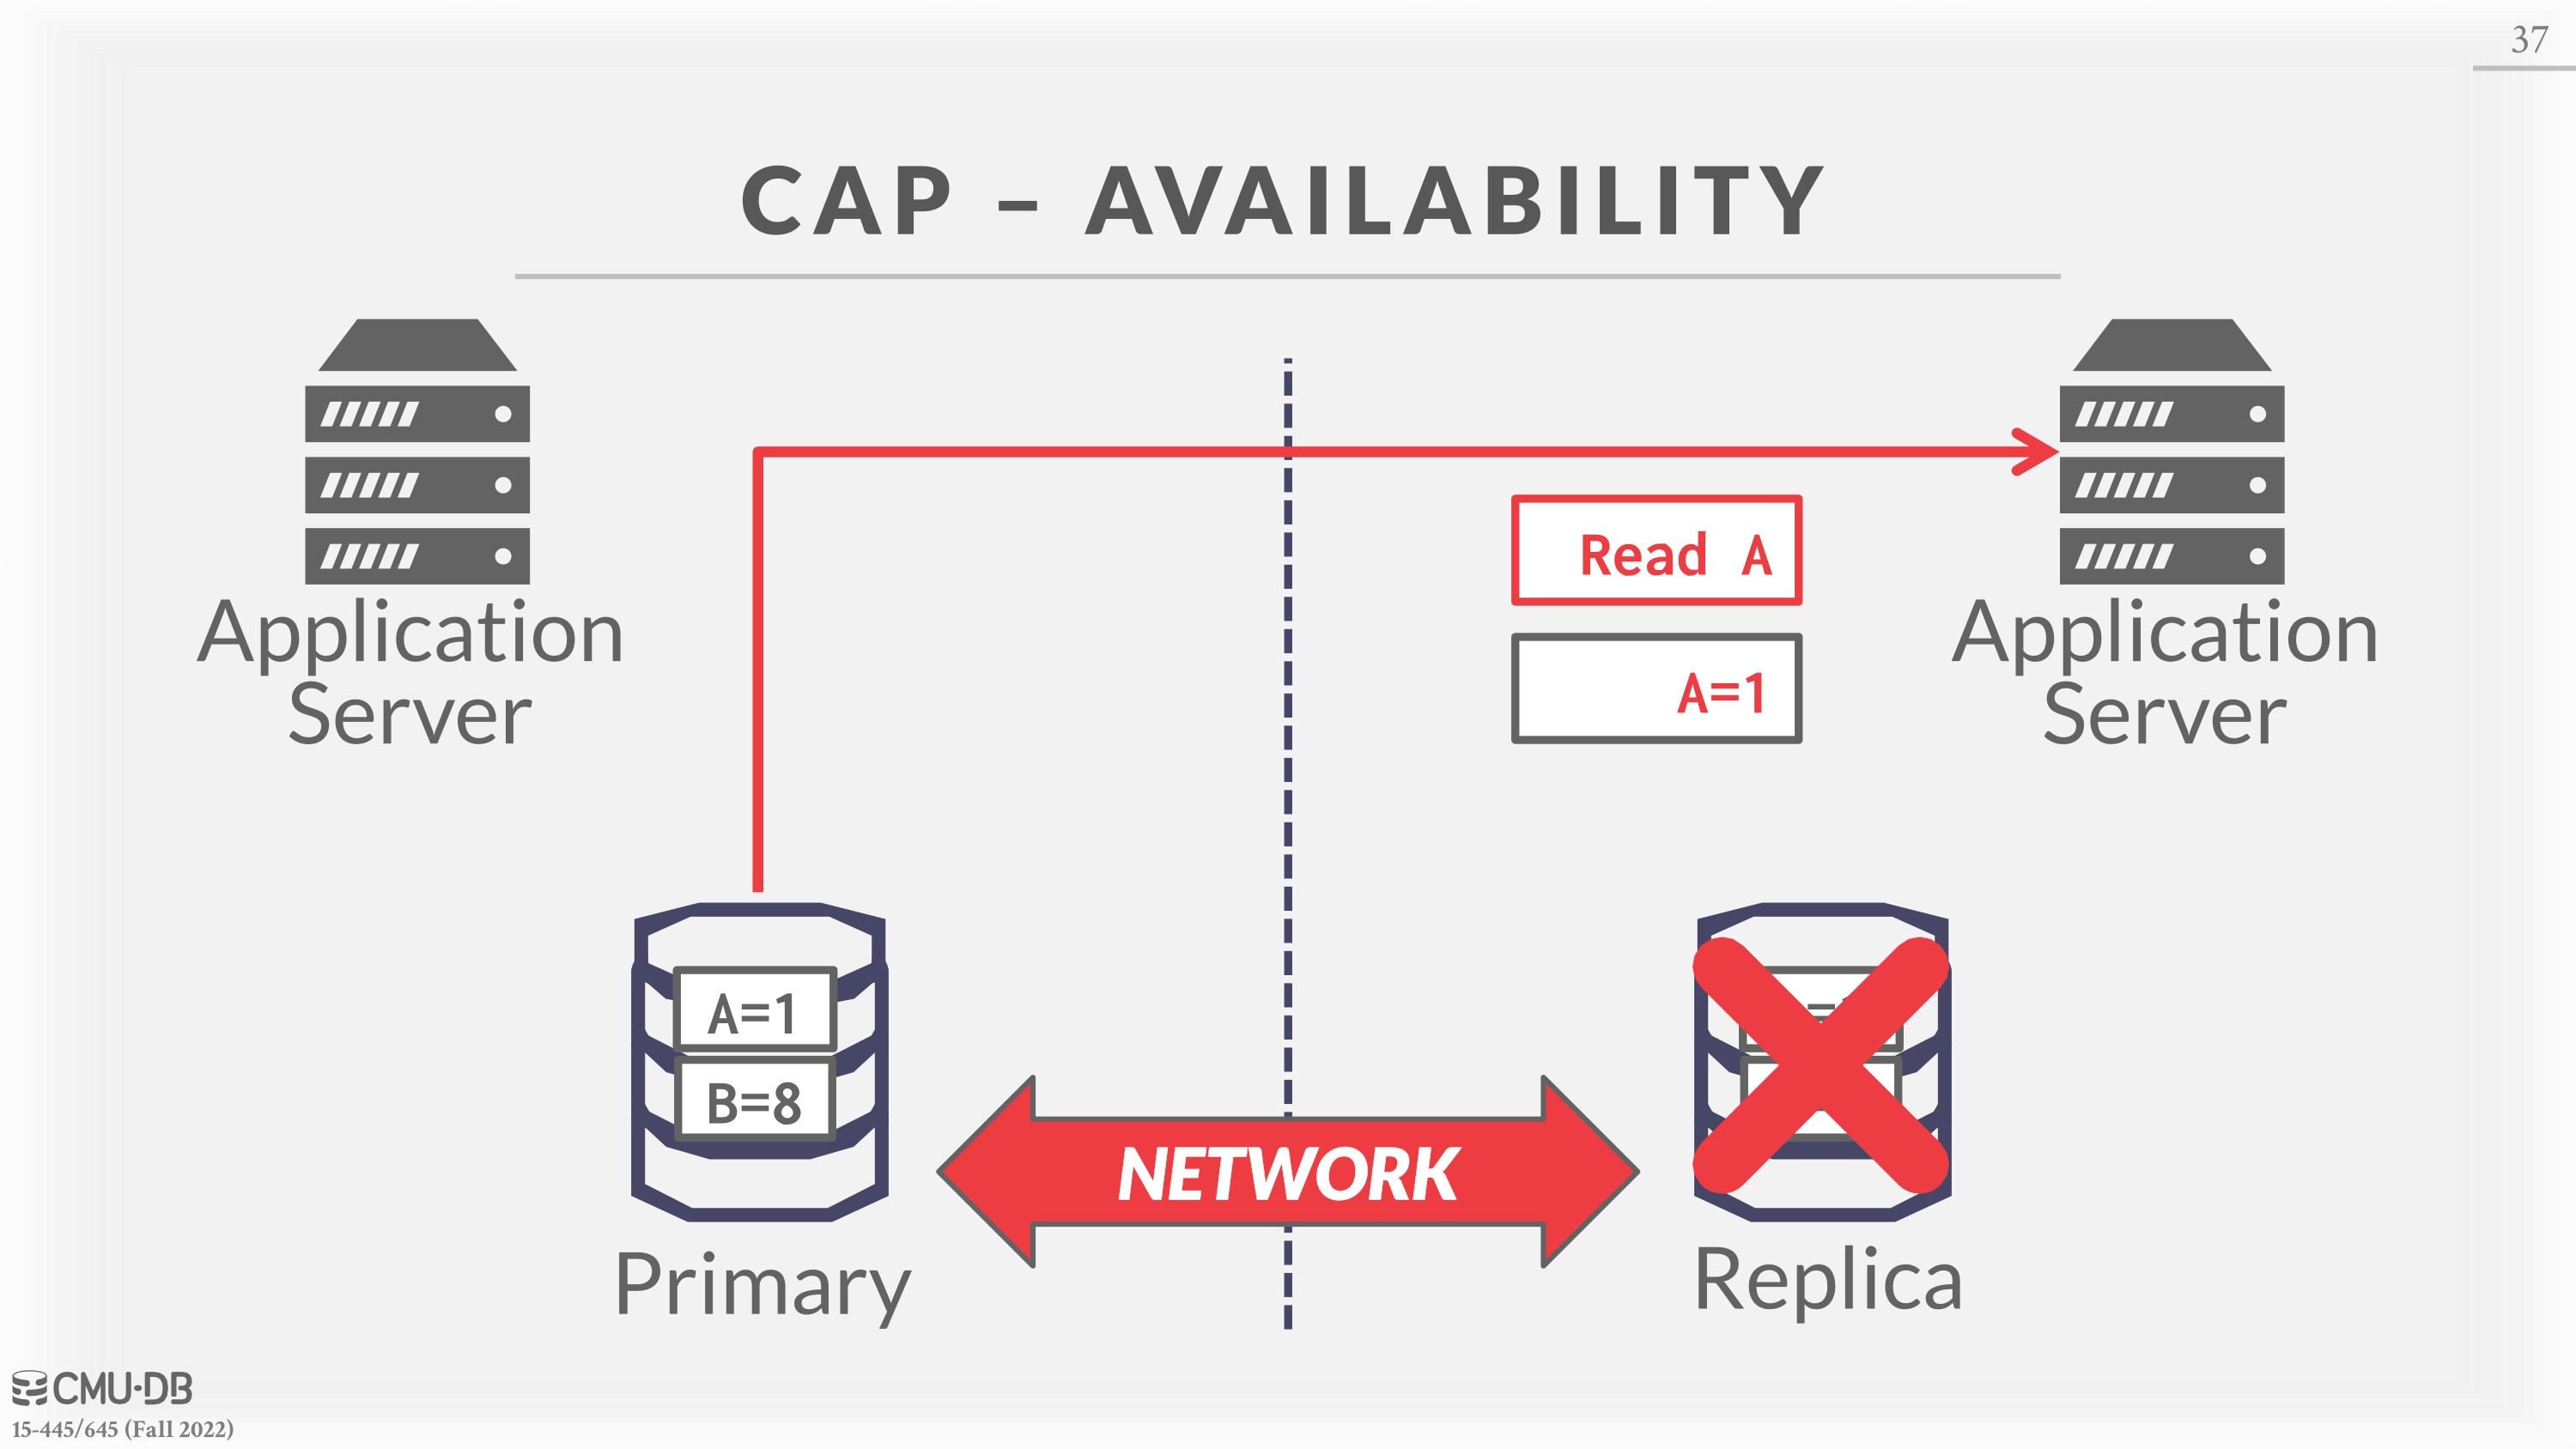 37
CAP – AVAILABILITY
Application
Server
Read A
A=1
Application
Server
A=1
B=8
NETWORK
Primary
Replica
CMU·DB
15-445/645 (Fall 2022)